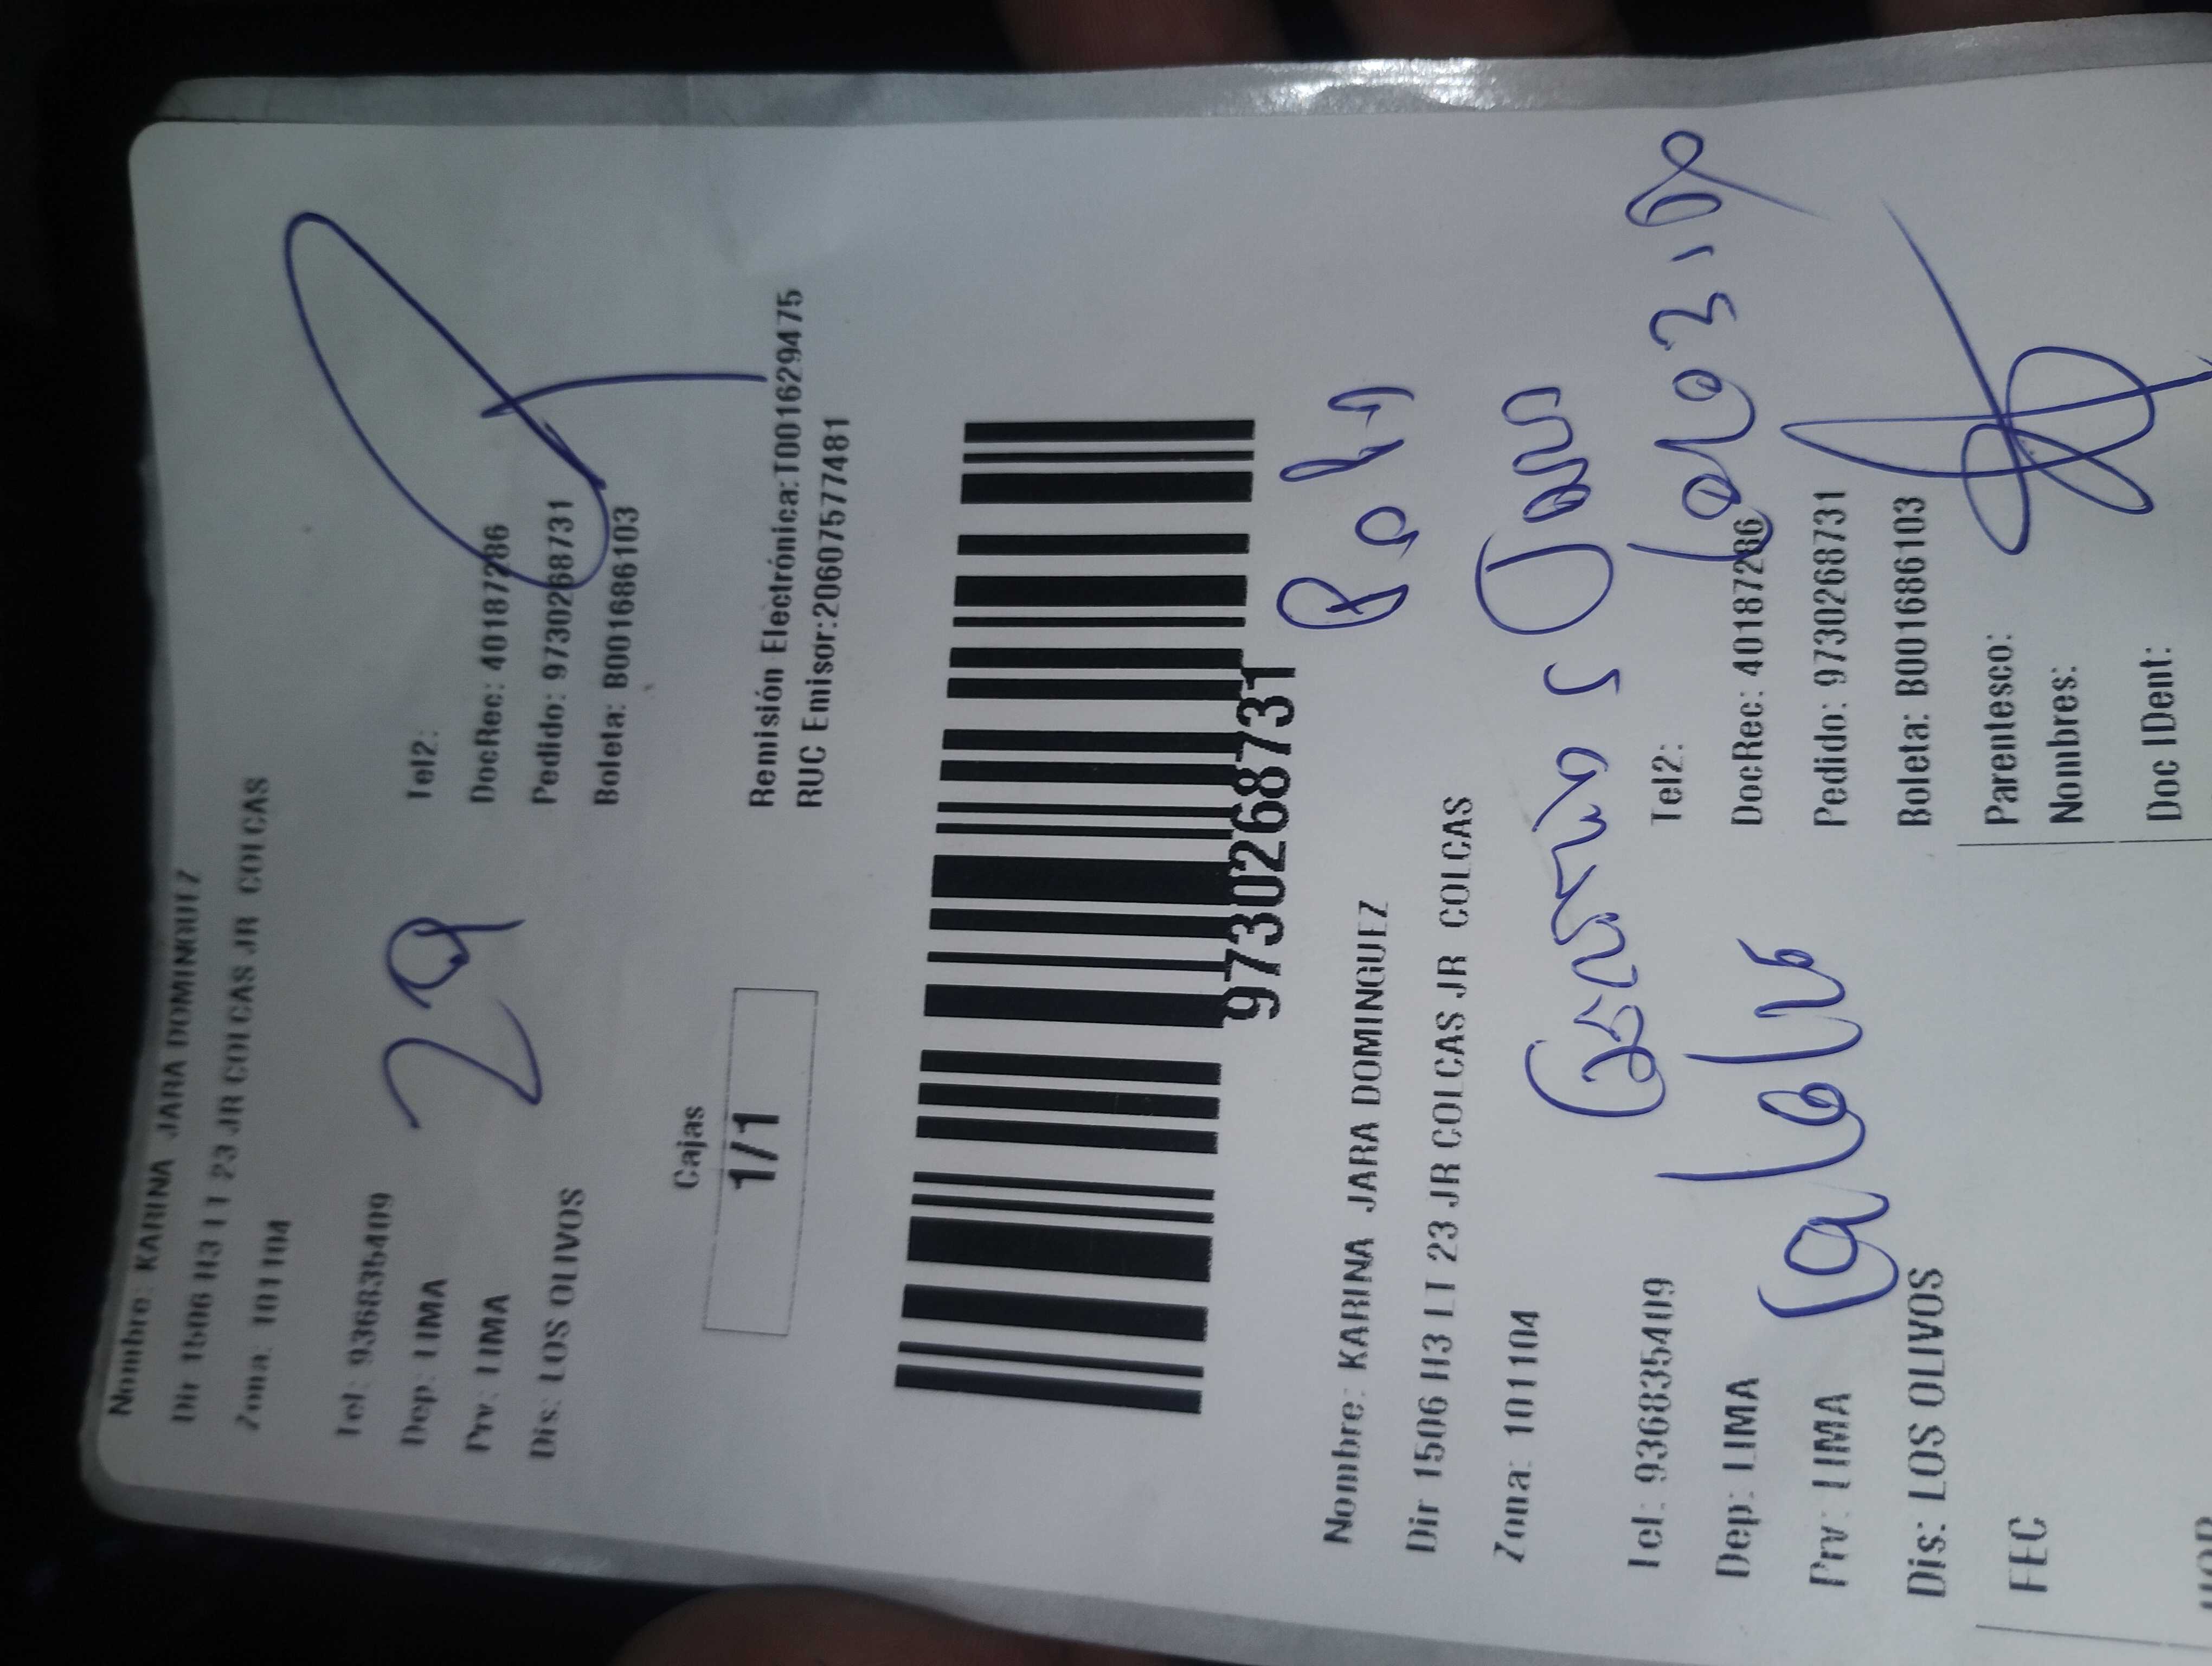 Nombre: KARINA JARA DOMINGUEZ
Dir 1506 H3 LT 23 JR COLCAS JR COLCAS
Zona: 101104
Tel: 936835409
Tel2:
Dep: LIMA
DocRec: 40187286
29
Prv: LIMA
Pedido: 9730268731
Dis: LOS OLIVOS
Boleta: B001686103
Cajas
1/1
Remisión Electrónica:T001629475
RUC Emisor:20607577481
9730268731
Nombre: KARINA JARA DOMINGUEZ
Dir 1506 H3 LT 23 JR COLCAS JR COLCAS
Zona: 101104
Tel: 936835409
Tel2:
Dep: LIMA
DocRec: 40187286
Prv: LIMA
Pedido: 9730268731
Dis: LOS OLIVOS
Boleta: B001686103
FEC
Parentesco:
Nombres:
Doc IDent: